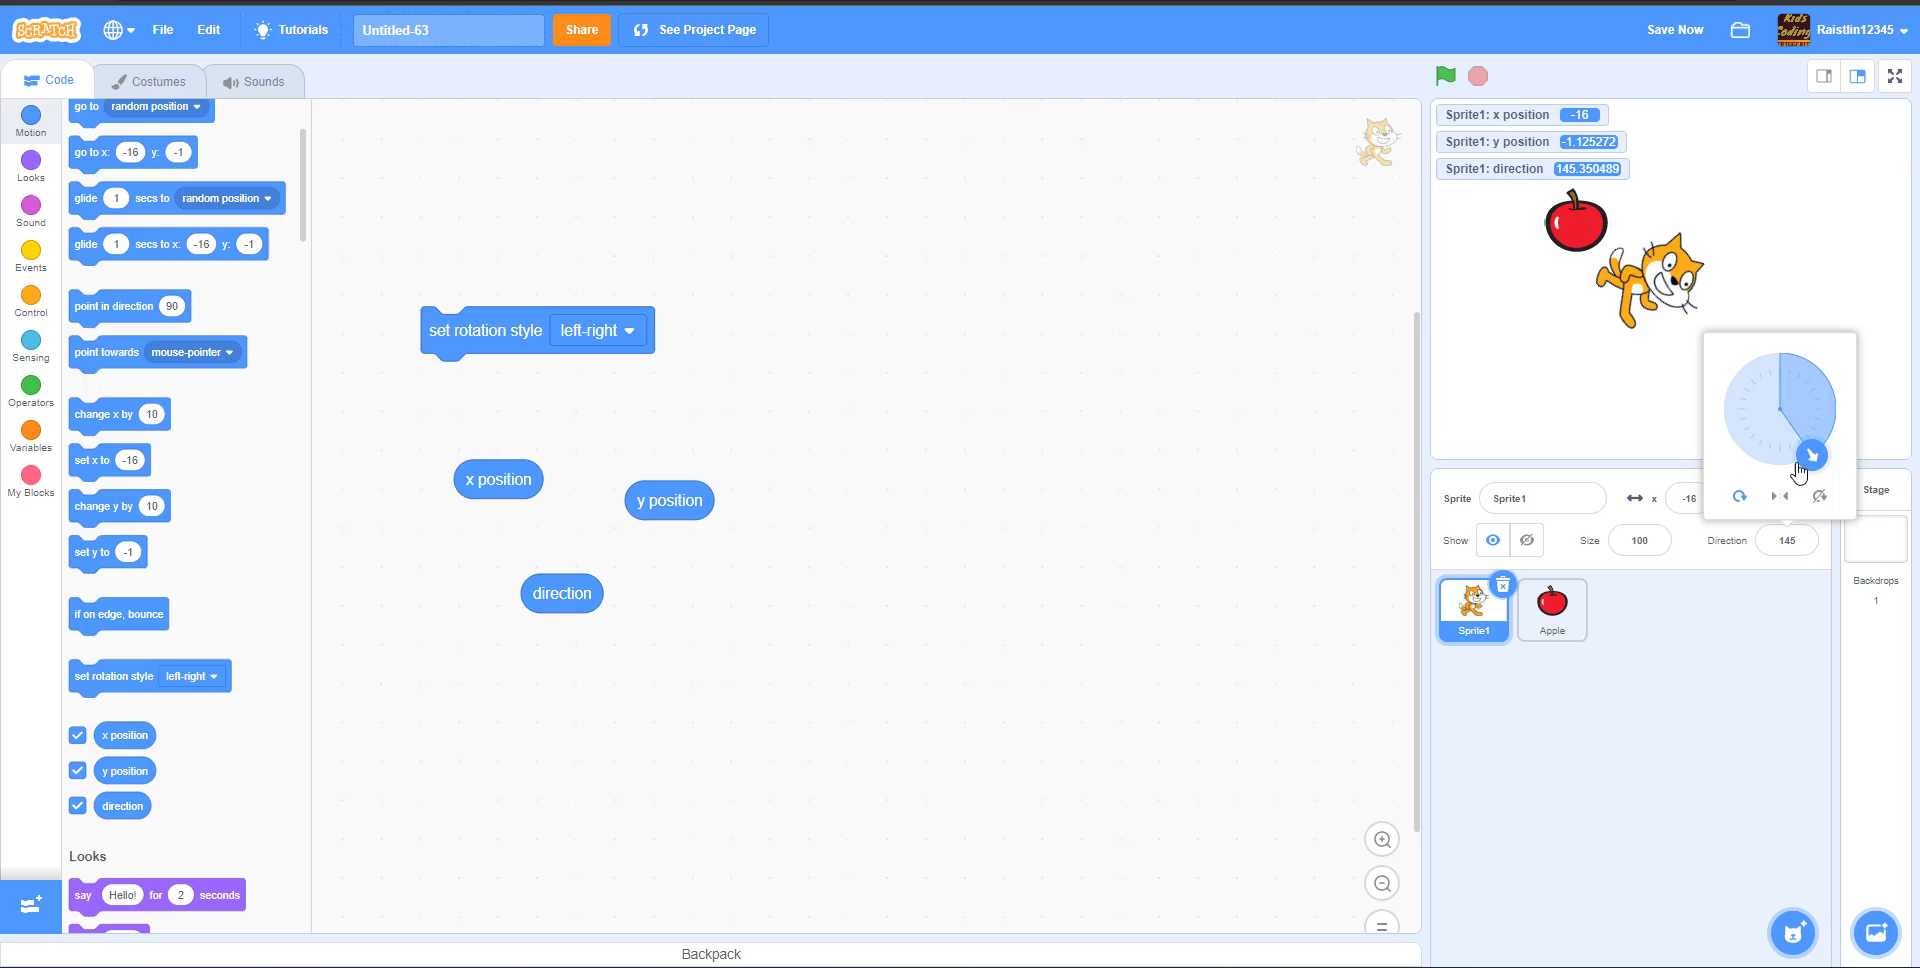 SCRATCH
File
Edit
Tutorials
Untitled-63
Share
See Project Page
Save Now
Kids Coding
Raistlin12345
Code
Costumes
Sounds
Motion
Looks
Sound
Events
Control
Sensing
Operators
Variables
My Blocks
go to random position
go to x: -16 y: -1
glide 1 secs to random position
glide 1 secs to x: -16 y: -1
point in direction 90
point towards mouse-pointer
change x by 10
set x to -16
change y by 10
set y to -1
if on edge, bounce
set rotation style left-right
x position
y position
direction
Looks
say Hello! for 2 seconds
set rotation style left-right
x position
y position
direction
Backpack
Sprite1: x position -16
Sprite1: y position -1.125272
Sprite1: direction 145.350489
Sprite Sprite1 x -16
Show Size 100 Direction 145
Sprite1
Apple
Stage
Backdrops
1